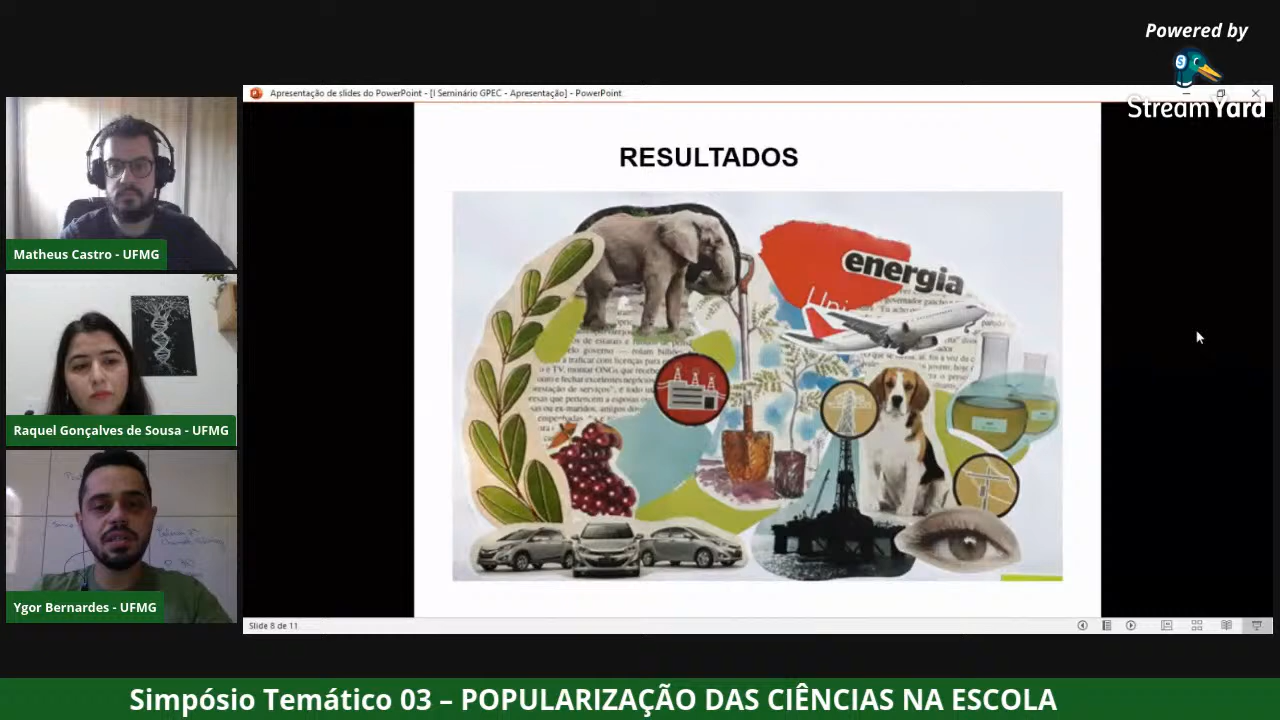 Powered by
StreamYard
Apresentação de slides do PowerPoint - [I Seminário GPEC - Apresentação] - PowerPoint
RESULTADOS
energia
Matheus Castro - UFMG
Raquel Gonçalves de Sousa - UFMG
Ygor Bernardes - UFMG
Slide 8 de 11
Simpósio Temático 03 – POPULARIZAÇÃO DAS CIÊNCIAS NA ESCOLA